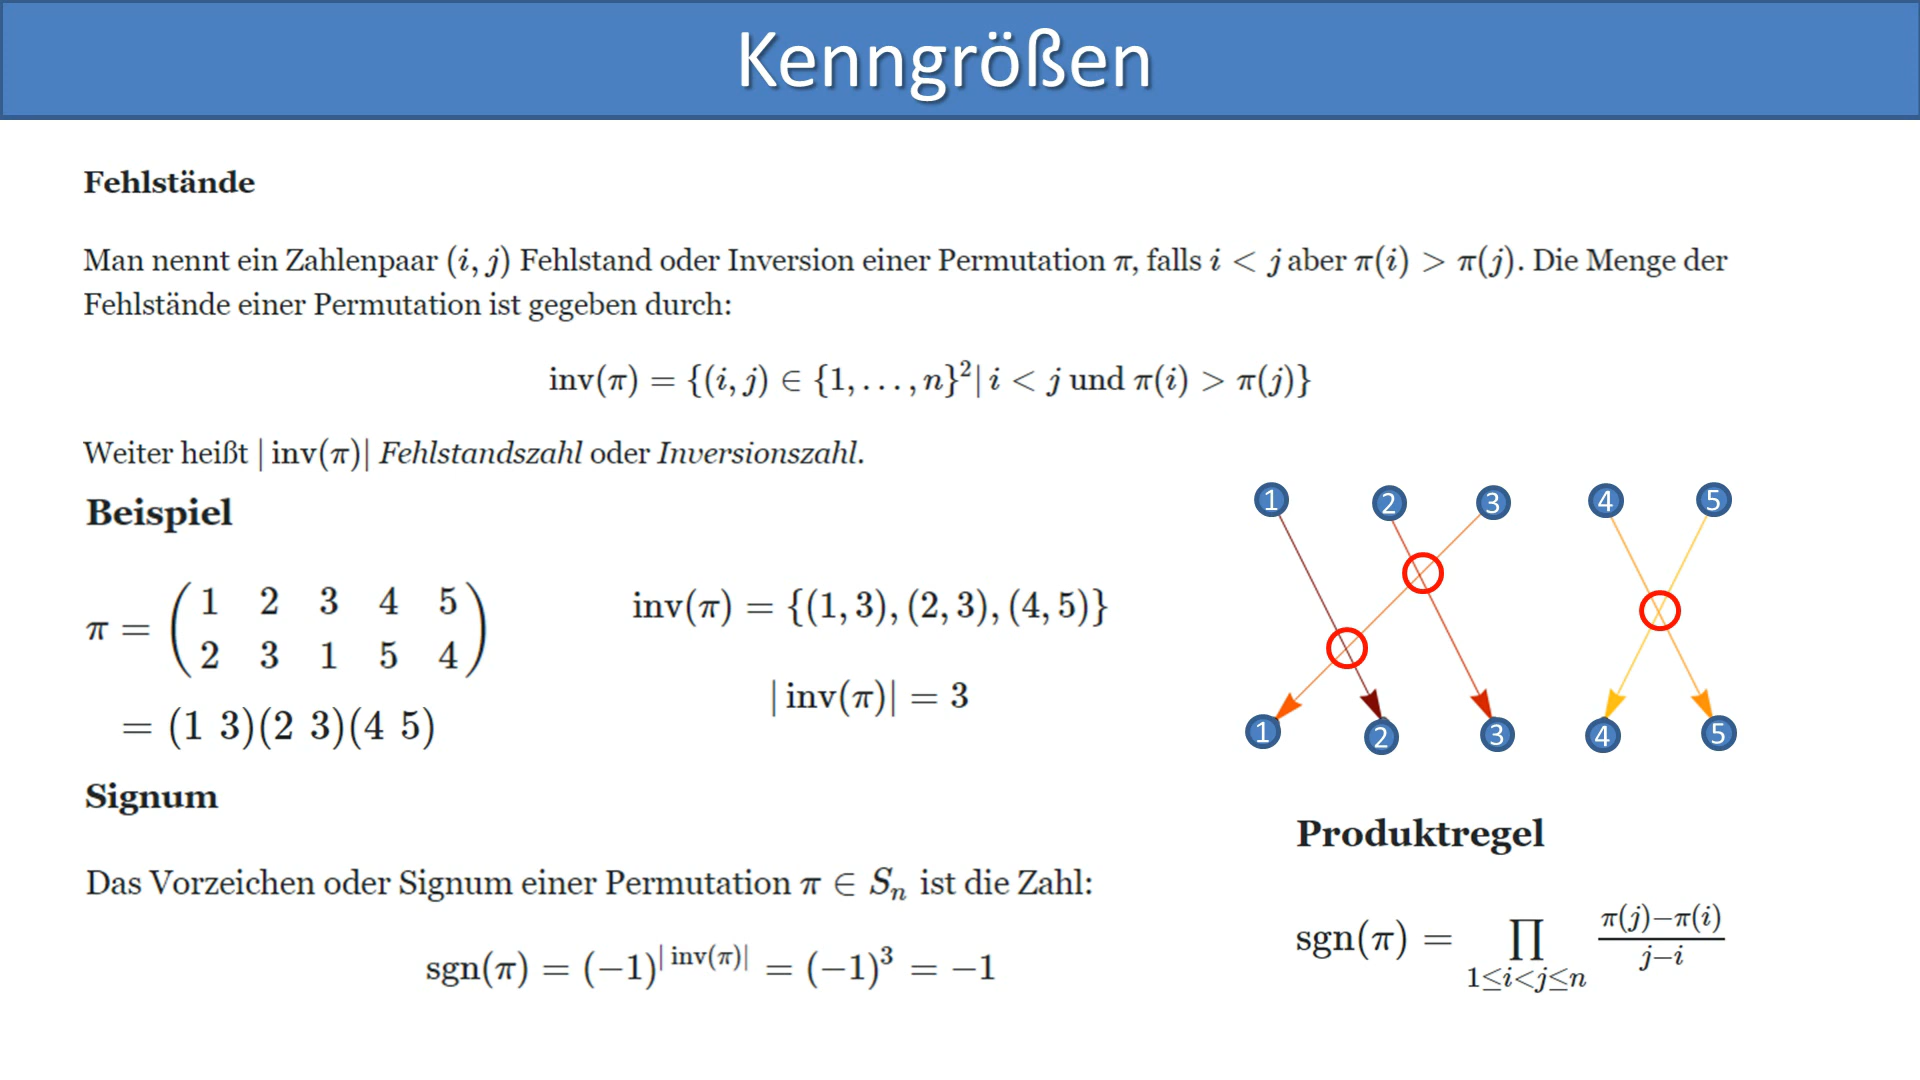 Kenngrößen
Fehlstände
Man nennt ein Zahlenpaar (i, j) Fehlstand oder Inversion einer Permutation π, falls i < j aber π(i) > π(j). Die Menge der
Fehlstände einer Permutation ist gegeben durch:
inv(π) = {(i, j) ∈ {1, . . . , n}²| i < j und π(i) > π(j)}
Weiter heißt | inv(π)| Fehlstandszahl oder Inversionszahl.
Beispiel
π = ( 1 2 3 4 5
2 3 1 5 4 )
= (1 3)(2 3)(4 5)
inv(π) = {(1, 3), (2, 3), (4, 5)}
| inv(π)| = 3
1 2 3 4 5
1 2 3 4 5
Signum
Das Vorzeichen oder Signum einer Permutation π ∈ Sₙ ist die Zahl:
sgn(π) = (−1)^| inv(π)| = (−1)³ = −1
Produktregel
sgn(π) = ∏ π(j)−π(i)
j−i
1≤i<j≤n